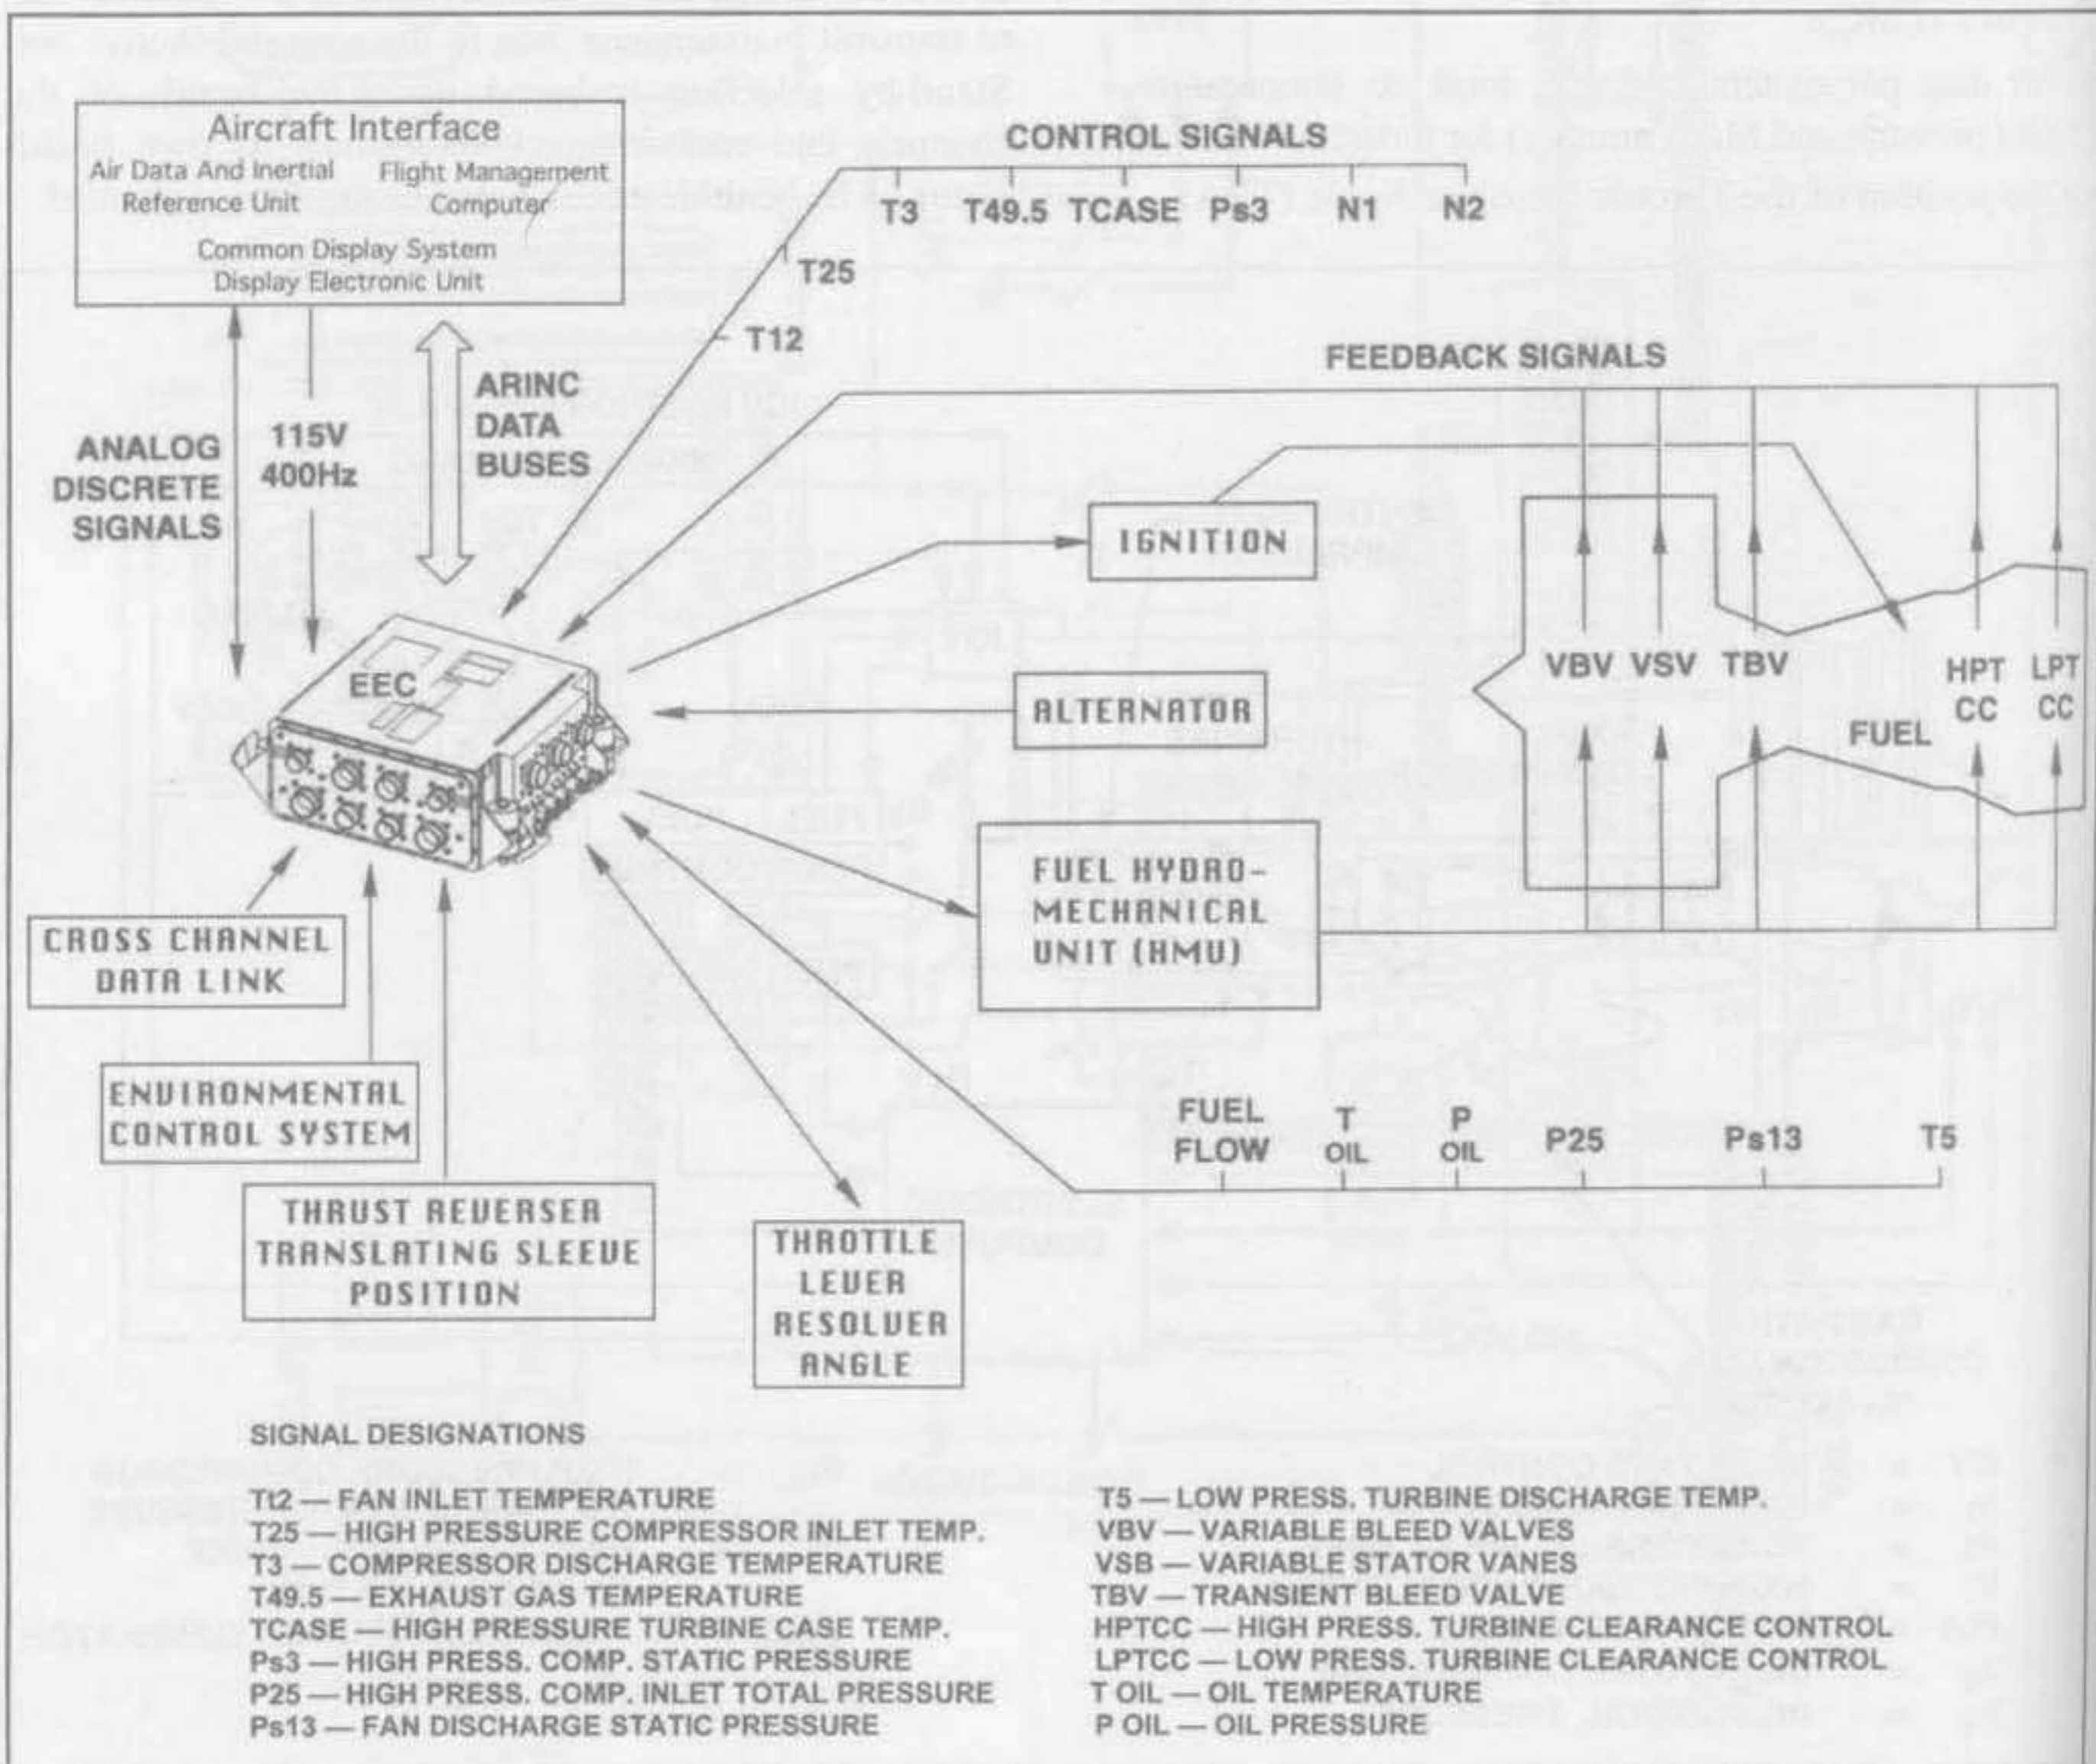 Aircraft Interface
Air Data And Inertial
Reference Unit
Flight Management
Computer
Common Display System
Display Electronic Unit
CONTROL SIGNALS
T3 T49.5 TCASE Ps3 N1 N2
T25
T12
FEEDBACK SIGNALS
ANALOG
DISCRETE
SIGNALS
115V
400Hz
ARINC
DATA
BUSES
IGNITION
EEC
ALTERNATOR
VBV VSV TBV
HPT
CC
LPT
CC
FUEL
FUEL HYDRO-
MECHANICAL
UNIT (HMU)
CROSS CHANNEL
DATA LINK
ENVIRONMENTAL
CONTROL SYSTEM
THRUST REVERSER
TRANSLATING SLEEVE
POSITION
THROTTLE
LEVER
RESOLVER
ANGLE
FUEL
FLOW
T
OIL
P
OIL
P25
Ps13
T5
SIGNAL DESIGNATIONS
Tt2 — FAN INLET TEMPERATURE
T25 — HIGH PRESSURE COMPRESSOR INLET TEMP.
T3 — COMPRESSOR DISCHARGE TEMPERATURE
T49.5 — EXHAUST GAS TEMPERATURE
TCASE — HIGH PRESSURE TURBINE CASE TEMP.
Ps3 — HIGH PRESS. COMP. STATIC PRESSURE
P25 — HIGH PRESS. COMP. INLET TOTAL PRESSURE
Ps13 — FAN DISCHARGE STATIC PRESSURE
T5 — LOW PRESS. TURBINE DISCHARGE TEMP.
VBV — VARIABLE BLEED VALVES
VSB — VARIABLE STATOR VANES
TBV — TRANSIENT BLEED VALVE
HPTCC — HIGH PRESS. TURBINE CLEARANCE CONTROL
LPTCC — LOW PRESS. TURBINE CLEARANCE CONTROL
T OIL — OIL TEMPERATURE
P OIL — OIL PRESSURE